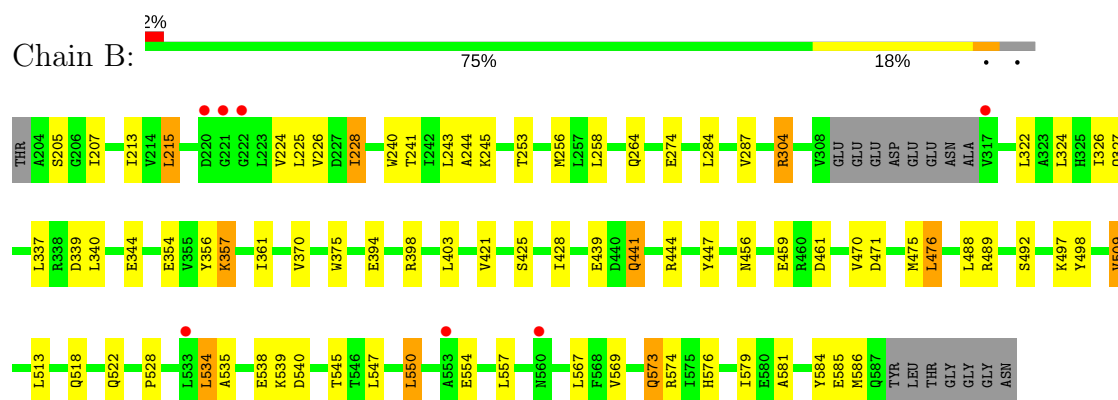 2%
Chain B:
75% 18% • •
THR A204 S205 G206 I207 I213 V214 L215 D220 G221 G222 L223 V224 L225 V226 D227 I228 W240 T241 I242 L243 A244 K245 T253 M256 L257 L258 Q264 E274 L284 V287 R304 V308 GLU GLU GLU ASP GLU GLU ASN ALA V317 L322 A323 L324 H325 I326
L337 R338 D339 L340 E344 E354 V355 Y356 K357 I361 V370 W375 E394 R398 L403 V421 S425 I428 E439 D440 Q441 R444 Y447 N456 E459 R460 D461 V470 D471 M475 L476 L488 R489 S492 K497 Y498
L513 Q518 Q522 P528 L533 L534 A535 E538 K539 D540 T545 T546 L547 L550 A553 E554 L557 N560 L567 F568 V569 Q573 R574 I575 H576 I579 E580 A581 Y584 E585 M586 Q587 TYR LEU THR GLY GLY GLY ASN